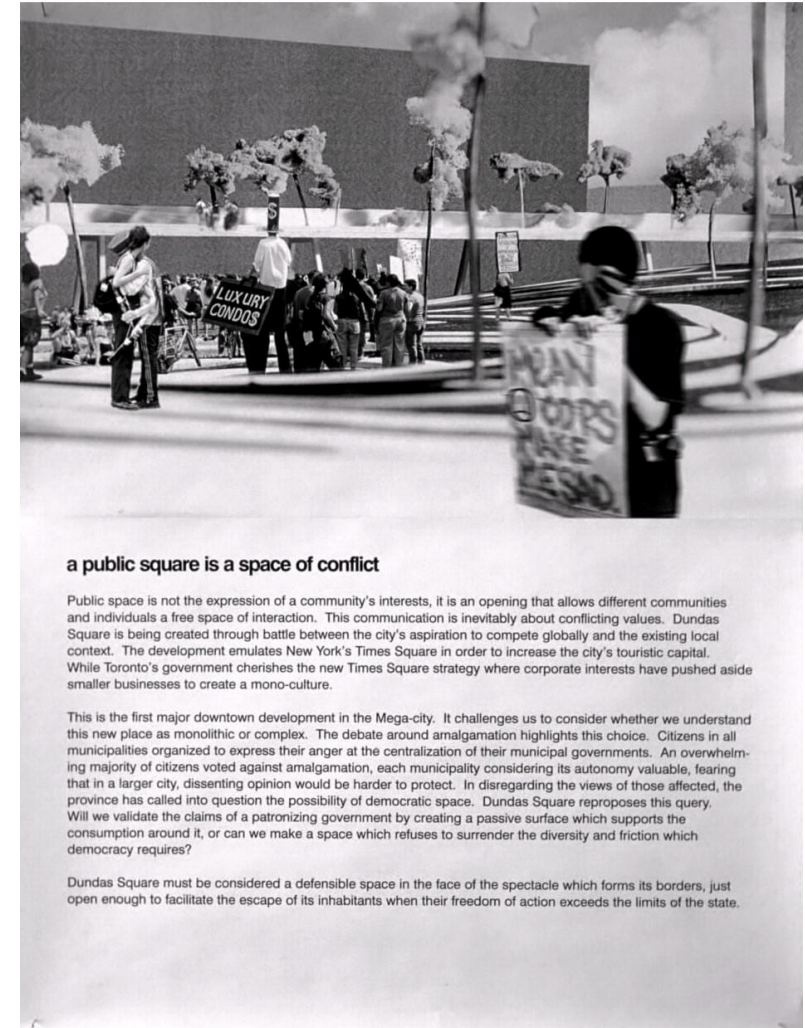 $
LUXURY
CONDOS
MEAN
COPS
MAKE
ME SAD.
a public square is a space of conflict
Public space is not the expression of a community's interests, it is an opening that allows different communities
and individuals a free space of interaction.  This communication is inevitably about conflicting values.  Dundas
Square is being created through battle between the city's aspiration to compete globally and the existing local
context.  The development emulates New York's Times Square in order to increase the city's touristic capital.
While Toronto's government cherishes the new Times Square strategy where corporate interests have pushed aside
smaller businesses to create a mono-culture.
This is the first major downtown development in the Mega-city.  It challenges us to consider whether we understand
this new place as monolithic or complex.  The debate around amalgamation highlights this choice.  Citizens in all
municipalities organized to express their anger at the centralization of their municipal governments.  An overwhelm-
ing majority of citizens voted against amalgamation, each municipality considering its autonomy valuable, fearing
that in a larger city, dissenting opinion would be harder to protect.  In disregarding the views of those affected, the
province has called into question the possibility of democratic space.  Dundas Square reproposes this query.
Will we validate the claims of a patronizing government by creating a passive surface which supports the
consumption around it, or can we make a space which refuses to surrender the diversity and friction which
democracy requires?
Dundas Square must be considered a defensible space in the face of the spectacle which forms its borders, just
open enough to facilitate the escape of its inhabitants when their freedom of action exceeds the limits of the state.